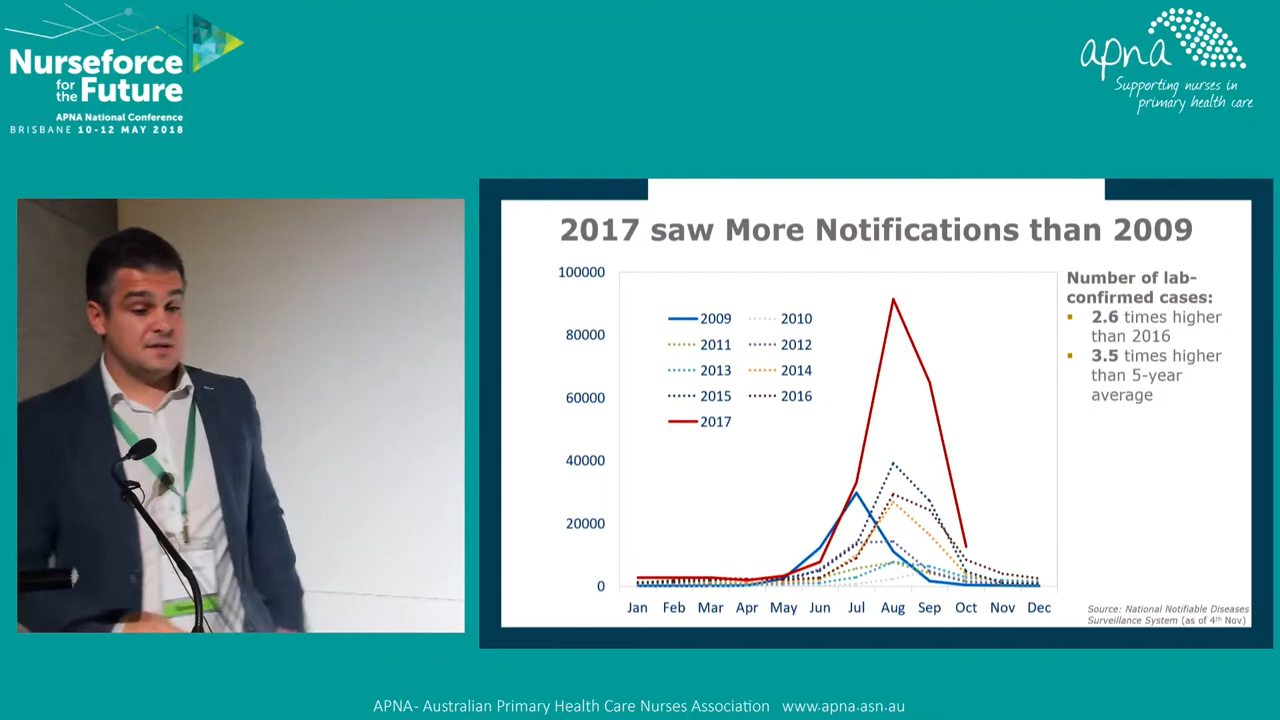 Nurseforce
for the Future
APNA National Conference
BRISBANE 10-12 MAY 2018
apna
Supporting nurses in
primary health care
2017 saw More Notifications than 2009
100000
80000
60000
40000
20000
0
2009 2010
2011 2012
2013 2014
2015 2016
2017
Jan Feb Mar Apr May Jun Jul Aug Sep Oct Nov Dec
Number of lab-
confirmed cases:
▪ 2.6 times higher
than 2016
▪ 3.5 times higher
than 5-year
average
Source: National Notifiable Diseases
Surveillance System (as of 4th Nov)
APNA- Australian Primary Health Care Nurses Association www.apna.asn.au